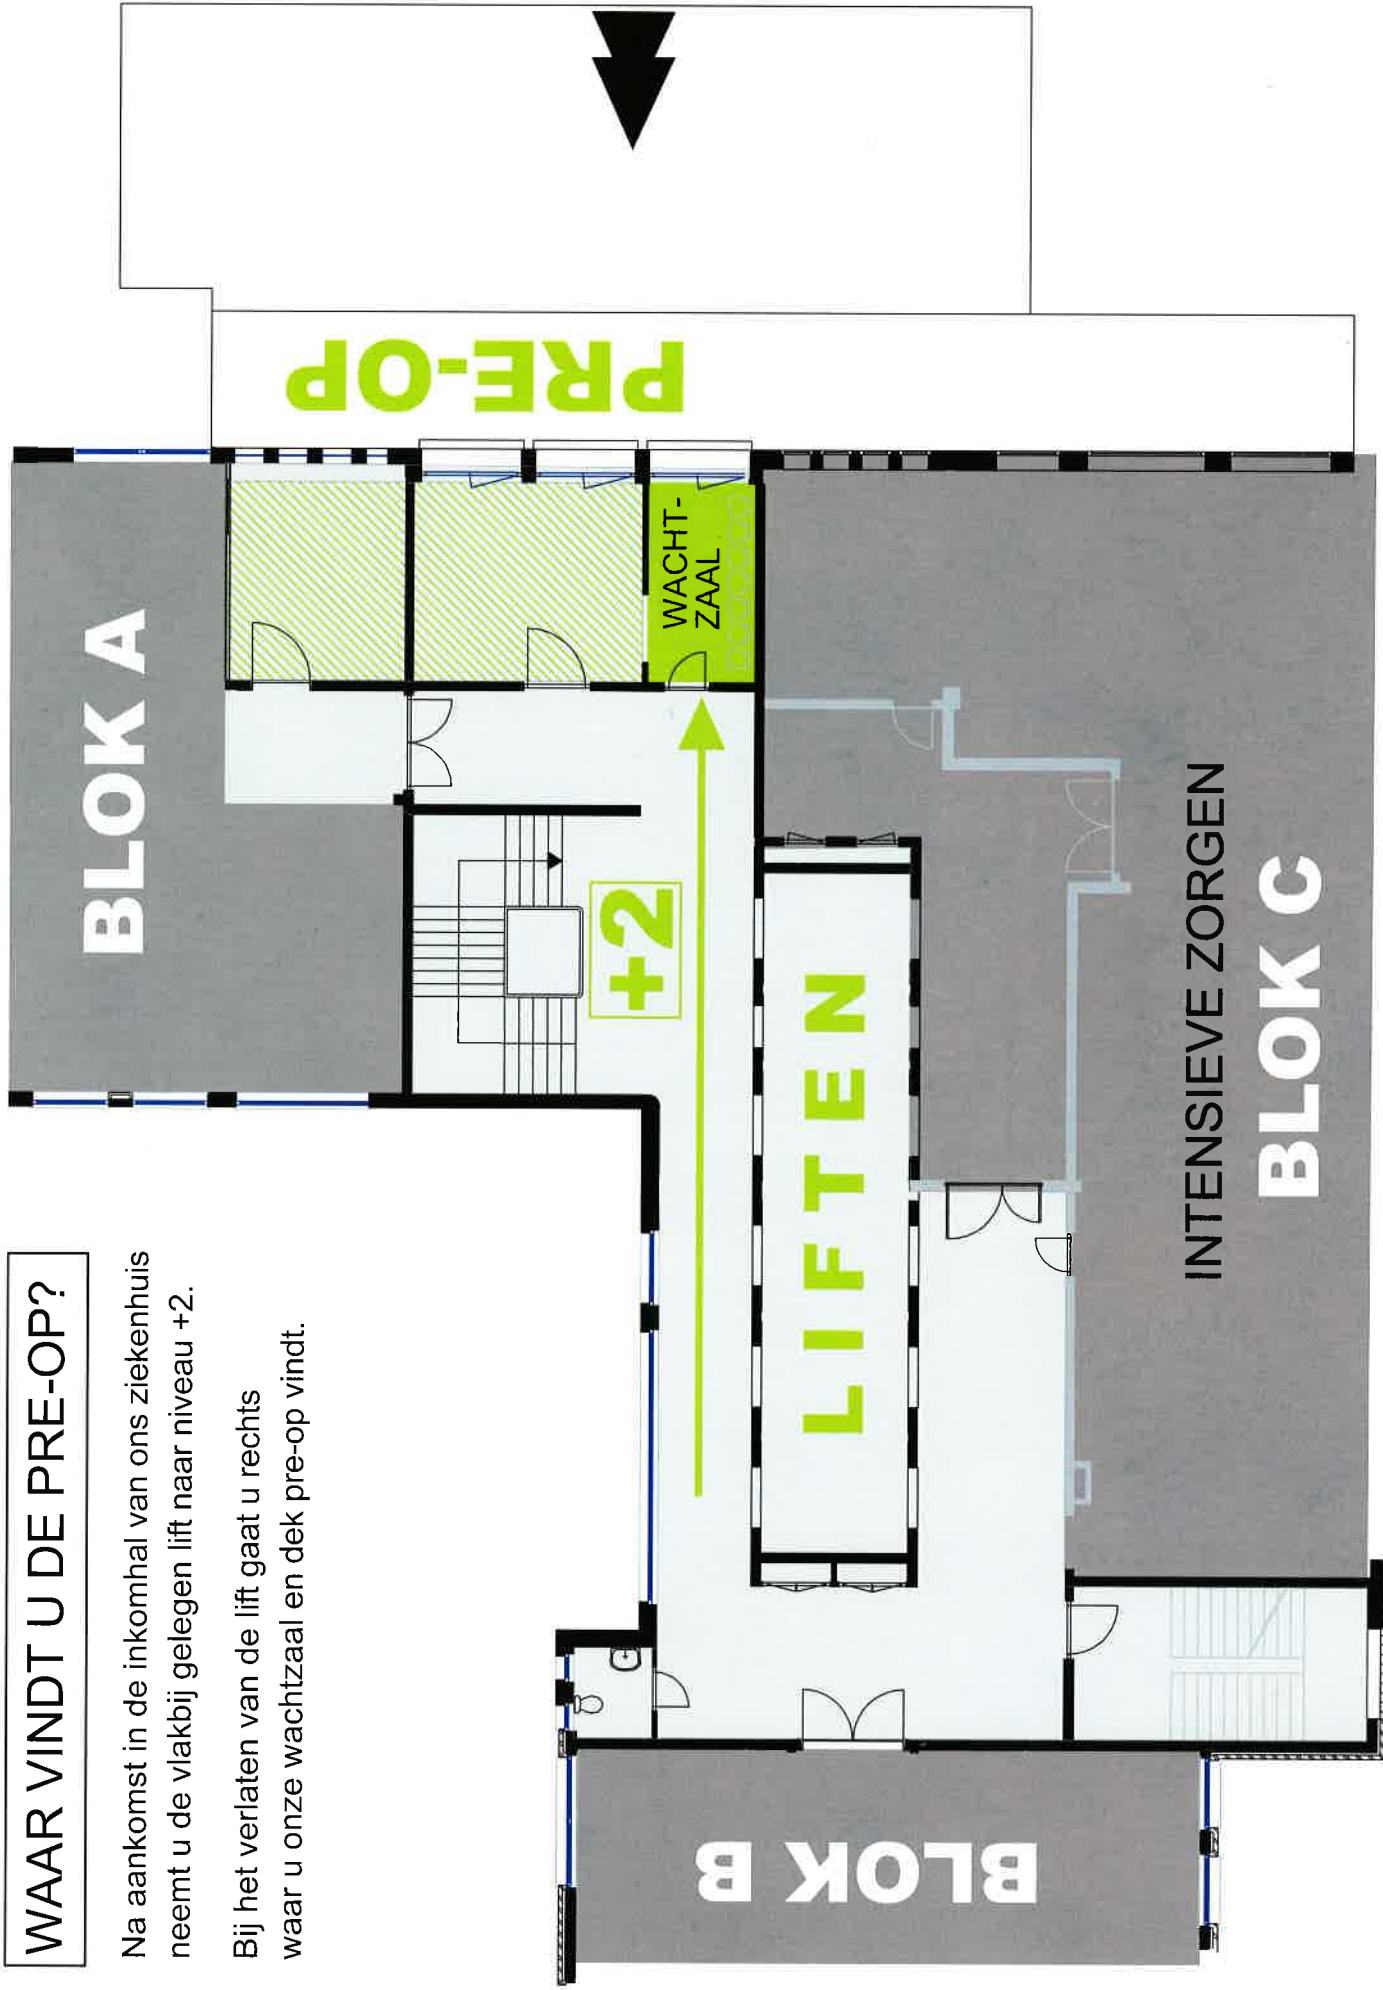 WAAR VINDT U DE PRE-OP?
Na aankomst in de inkomhal van ons ziekenhuis
neemt u de vlakbij gelegen lift naar niveau +2.
Bij het verlaten van de lift gaat u rechts
waar u onze wachtzaal en dek pre-op vindt.
BLOK A
PRE-OP
WACHT-
ZAAL
+2
LIFTEN
INTENSIEVE ZORGEN
BLOK C
BLOK B